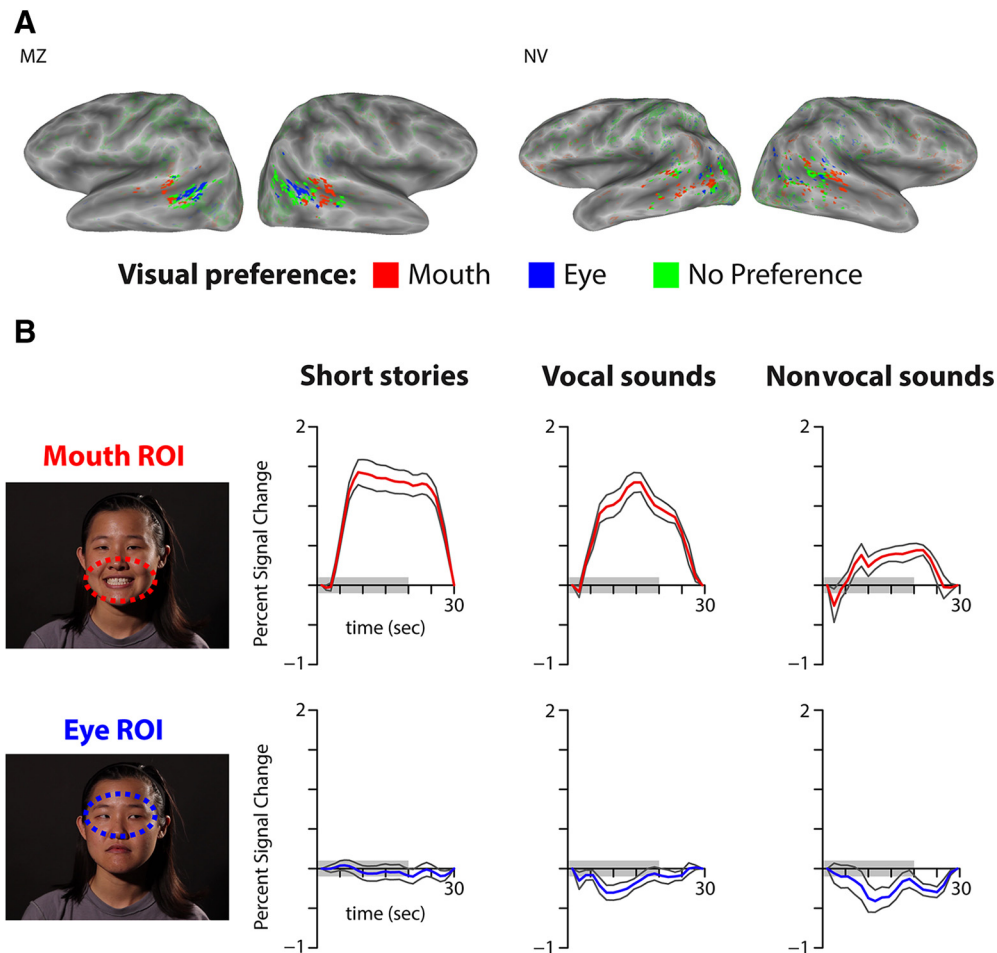 A
MZ
NV
Visual preference: Mouth Eye No Preference
B
Short stories
Vocal sounds
Nonvocal sounds
Mouth ROI
Percent Signal Change
2
−1
30
time (sec)
2
−1
30
2
−1
30
Eye ROI
Percent Signal Change
2
−1
30
time (sec)
2
−1
30
2
−1
30